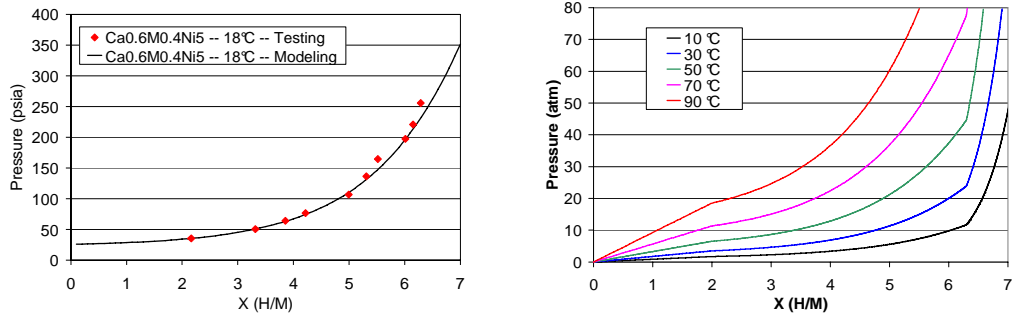 400
350
300
250
200
150
100
50
0
Pressure (psia)
Ca0.6M0.4Ni5 -- 18°C -- Testing
Ca0.6M0.4Ni5 -- 18°C -- Modeling
0 1 2 3 4 5 6 7
X (H/M)
80
70
60
50
40
30
20
10
0
Pressure (atm)
10 °C
30 °C
50 °C
70 °C
90 °C
0 1 2 3 4 5 6 7
X (H/M)